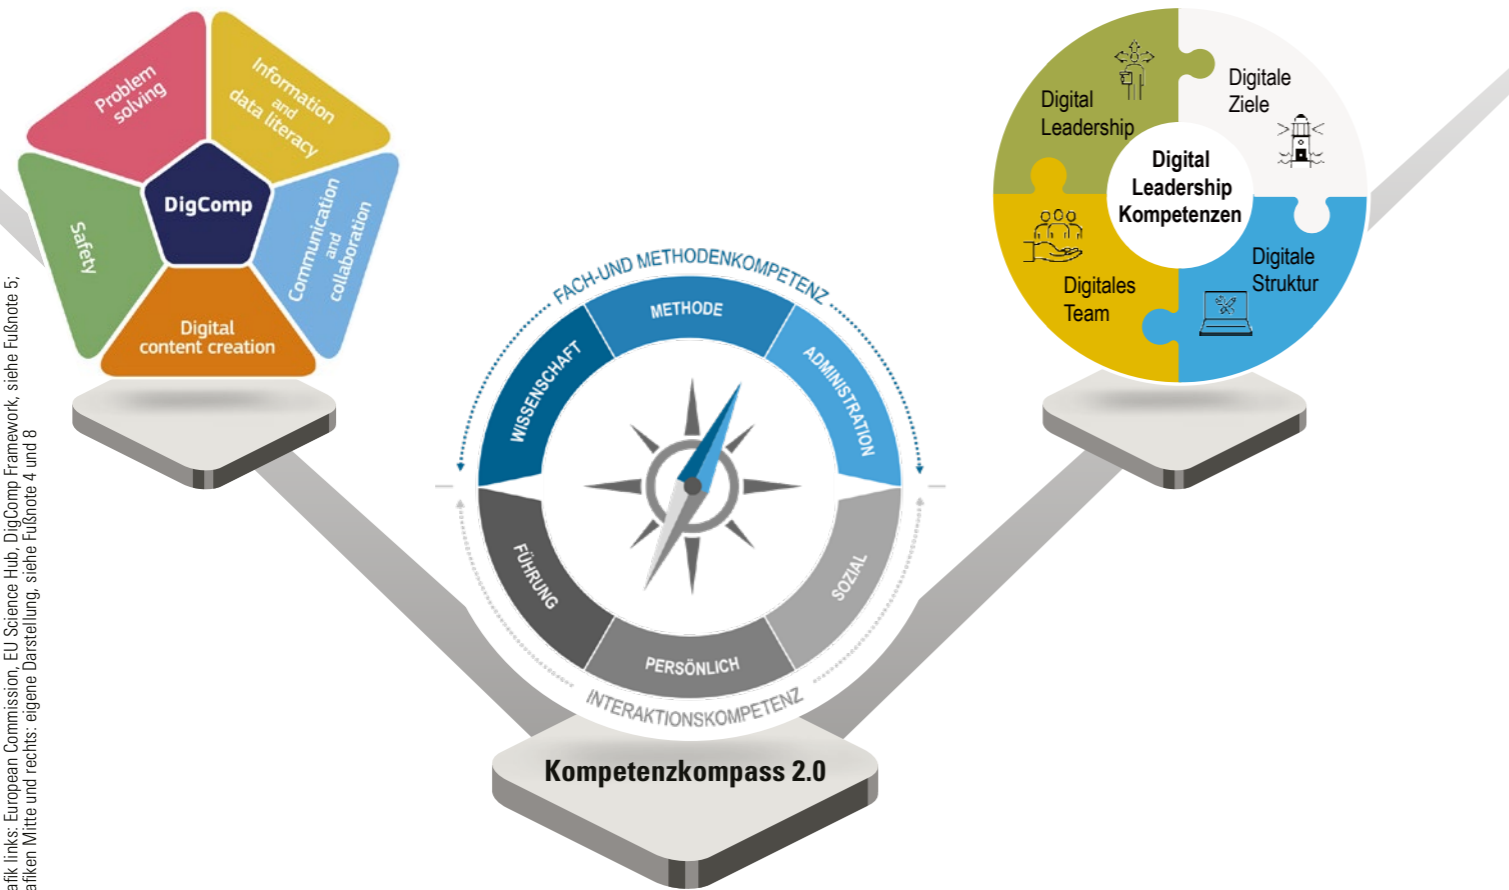 Problem
solving
Information
and
data literacy
DigComp
Safety
Communication
and
collaboration
Digital
content creation
FACH-UND METHODENKOMPETENZ
METHODE
WISSENSCHAFT
ADMINISTRATION
FÜHRUNG
SOZIAL
PERSÖNLICH
INTERAKTIONSKOMPETENZ
Kompetenzkompass 2.0
Digital
Leadership
Digitale
Ziele
Digital
Leadership
Kompetenzen
Digitales
Team
Digitale
Struktur
links: European Commission, EU Science Hub, DigComp Framework, siehe Fußnote 5;
Mitte und rechts: eigene Darstellung, siehe Fußnote 4 und 8